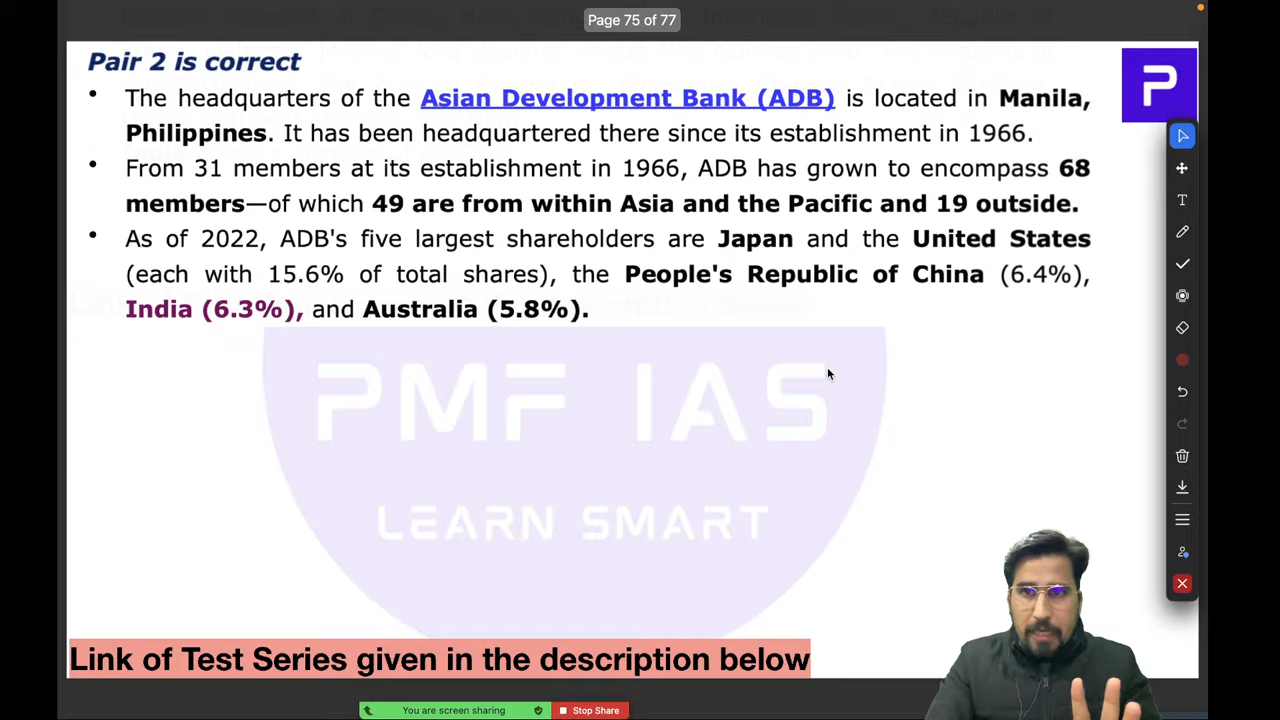 Page 75 of 77
Pair 2 is correct
P
• The headquarters of the Asian Development Bank (ADB) is located in Manila,
Philippines. It has been headquartered there since its establishment in 1966.
• From 31 members at its establishment in 1966, ADB has grown to encompass 68
members—of which 49 are from within Asia and the Pacific and 19 outside.
• As of 2022, ADB's five largest shareholders are Japan and the United States
(each with 15.6% of total shares), the People's Republic of China (6.4%),
India (6.3%), and Australia (5.8%).
PMF IAS
LEARN SMART
Link of Test Series given in the description below
You are screen sharing
Stop Share